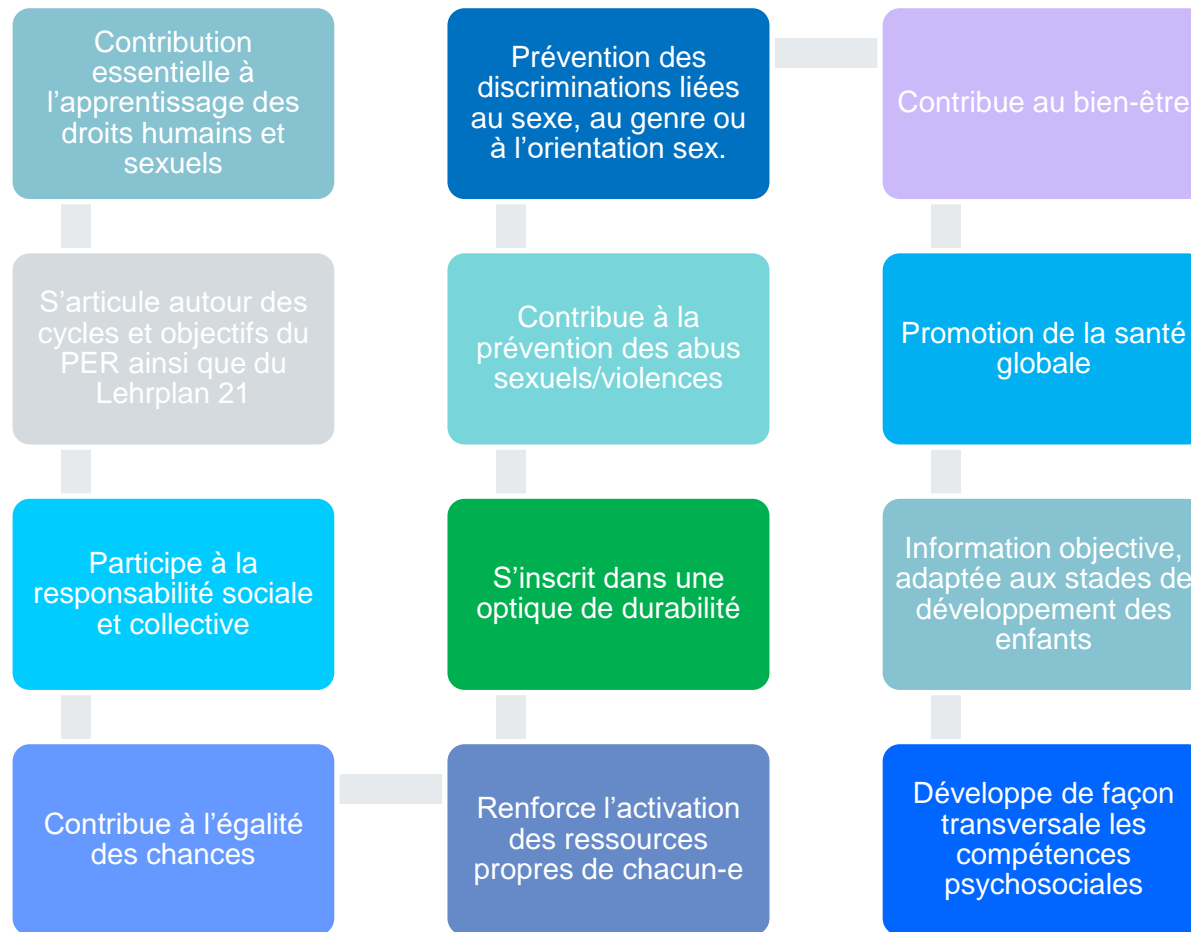 Contribution
essentielle à
l’apprentissage des
droits humains et
sexuels
S’articule autour des
cycles et objectifs du
PER ainsi que du
Lehrplan 21
Participe à la
responsabilité sociale
et collective
Contribue à l’égalité
des chances
Renforce l’activation
des ressources
propres de chacun-e
S’inscrit dans une
optique de durabilité
Contribue à la
prévention des abus
sexuels/violences
Prévention des
discriminations liées
au sexe, au genre ou
à l’orientation sex.
Contribue au bien-être
Promotion de la santé
globale
Information objective,
adaptée aux stades de
développement des
enfants
Développe de façon
transversale les
compétences
psychosociales